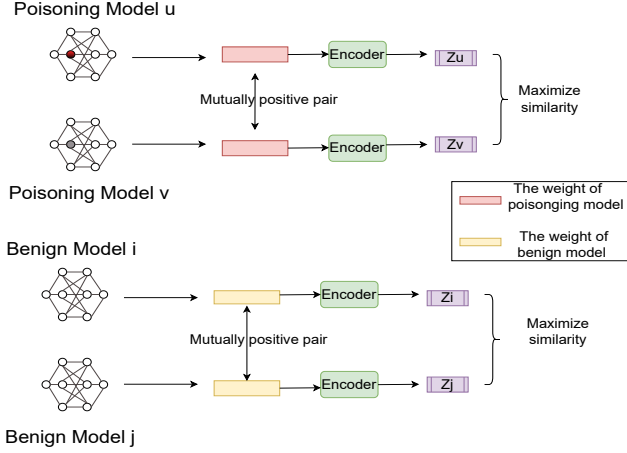 Poisoning Model u
Encoder
Zu
Mutually positive pair
Maximize
similarity
Encoder
Zv
Poisoning Model v
The weight of
poisonging model
The weight of
benign model
Benign Model i
Encoder
Zi
Mutually positive pair
Maximize
similarity
Encoder
Zj
Benign Model j